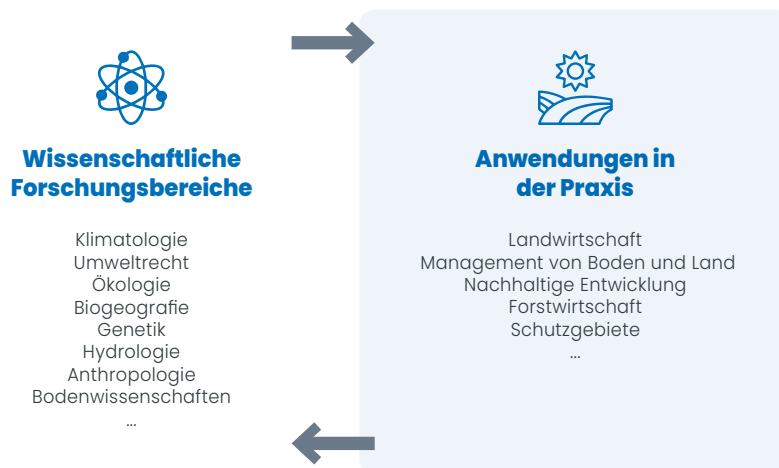 Wissenschaftliche
Forschungsbereiche
Klimatologie
Umweltrecht
Ökologie
Biogeografie
Genetik
Hydrologie
Anthropologie
Bodenwissenschaften
...
Anwendungen in
der Praxis
Landwirtschaft
Management von Boden und Land
Nachhaltige Entwicklung
Forstwirtschaft
Schutzgebiete
...